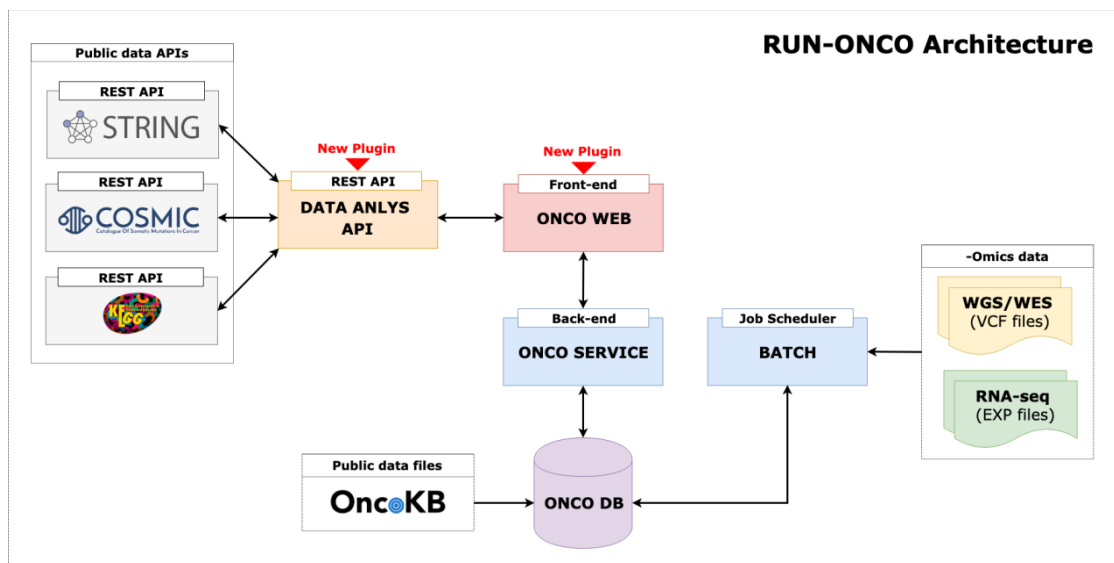 RUN-ONCO Architecture
Public data APIs
REST API
STRING
REST API
COSMIC
Catalogue Of Somatic Mutations In Cancer
REST API
KEGG
New Plugin
REST API
DATA ANLYS
API
New Plugin
Front-end
ONCO WEB
Back-end
ONCO SERVICE
Job Scheduler
BATCH
-Omics data
WGS/WES
(VCF files)
RNA-seq
(EXP files)
Public data files
OncoKB
ONCO DB